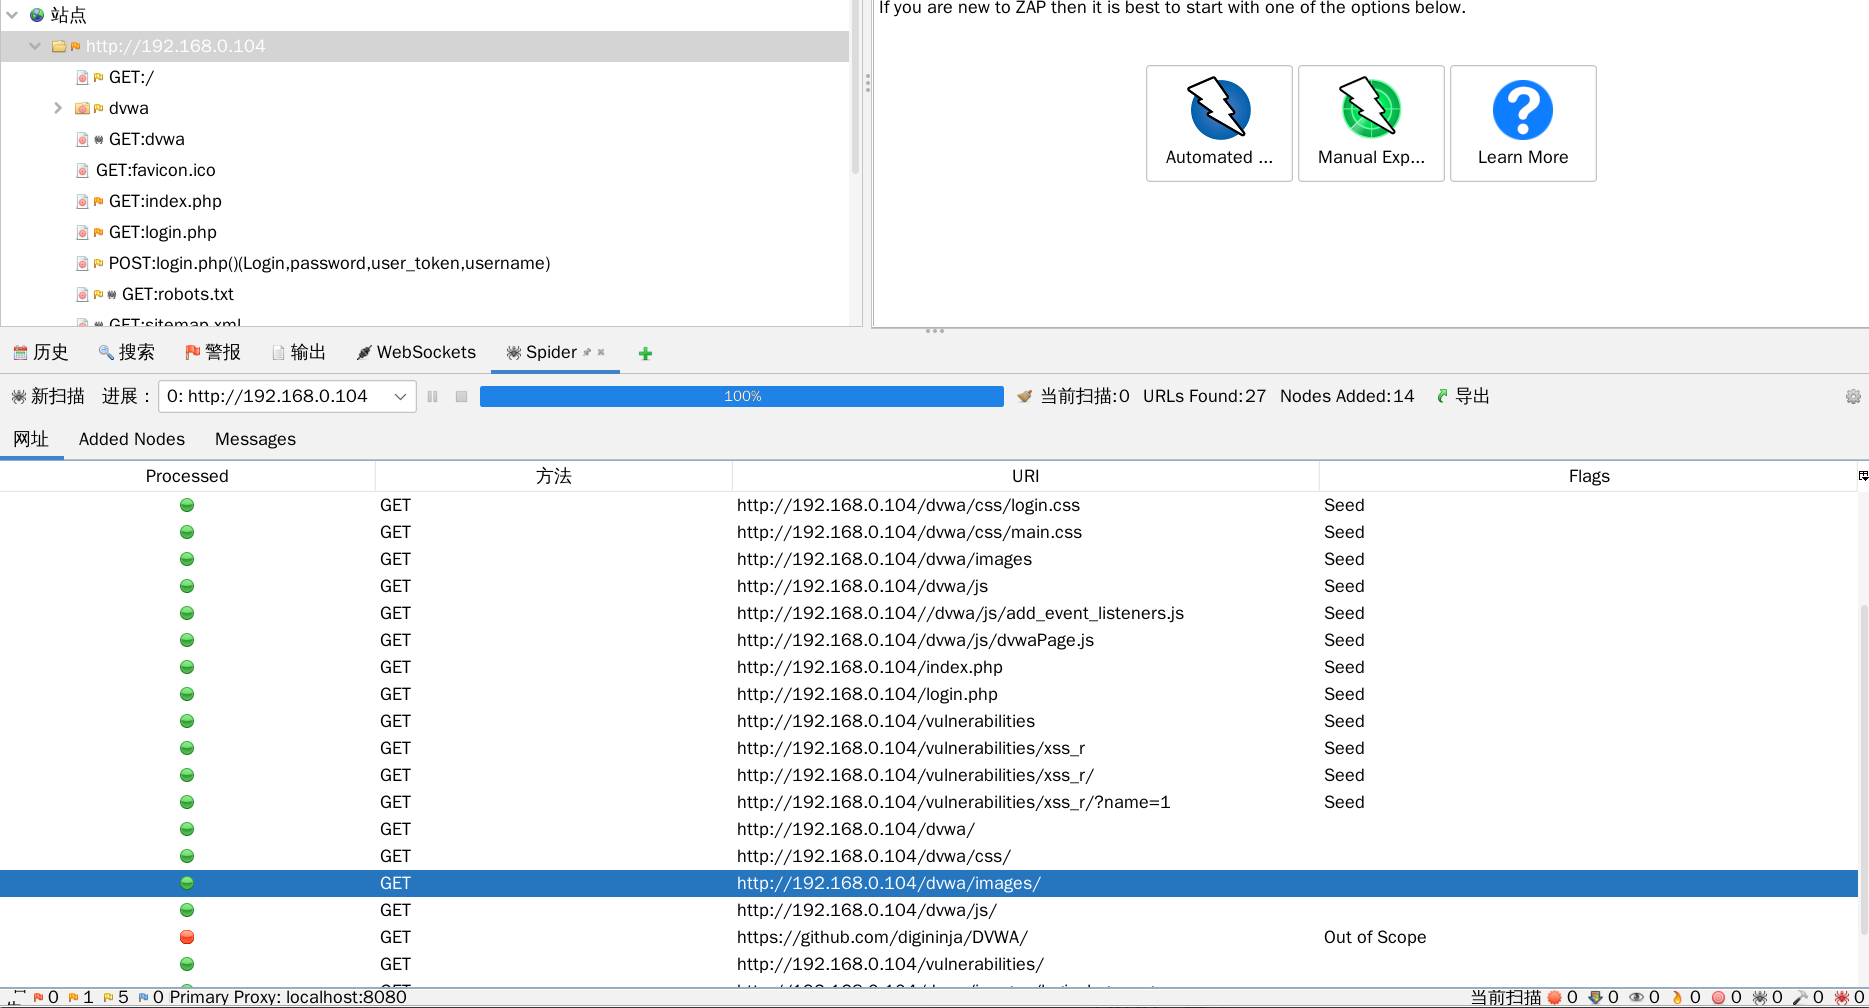 站点
http://192.168.0.104
GET:/
dvwa
GET:dvwa
GET:favicon.ico
GET:index.php
GET:login.php
POST:login.php()(Login,password,user_token,username)
GET:robots.txt
GET:sitemap.xml
If you are new to ZAP then it is best to start with one of the options below.
Automated ... Manual Exp... Learn More
历史 搜索 警报 输出 WebSockets Spider
新扫描 进展： 0: http://192.168.0.104 100% 当前扫描:0 URLs Found:27 Nodes Added:14 导出
网址 Added Nodes Messages
Processed 方法 URI Flags
GET http://192.168.0.104/dvwa/css/login.css Seed
GET http://192.168.0.104/dvwa/css/main.css Seed
GET http://192.168.0.104/dvwa/images Seed
GET http://192.168.0.104/dvwa/js Seed
GET http://192.168.0.104//dvwa/js/add_event_listeners.js Seed
GET http://192.168.0.104/dvwa/js/dvwaPage.js Seed
GET http://192.168.0.104/index.php Seed
GET http://192.168.0.104/login.php Seed
GET http://192.168.0.104/vulnerabilities Seed
GET http://192.168.0.104/vulnerabilities/xss_r Seed
GET http://192.168.0.104/vulnerabilities/xss_r/ Seed
GET http://192.168.0.104/vulnerabilities/xss_r/?name=1 Seed
GET http://192.168.0.104/dvwa/
GET http://192.168.0.104/dvwa/css/
GET http://192.168.0.104/dvwa/images/
GET http://192.168.0.104/dvwa/js/
GET https://github.com/digininja/DVWA/ Out of Scope
GET http://192.168.0.104/vulnerabilities/
0 1 5 0 Primary Proxy: localhost:8080 当前扫描 0 0 0 0 0 0 0 0